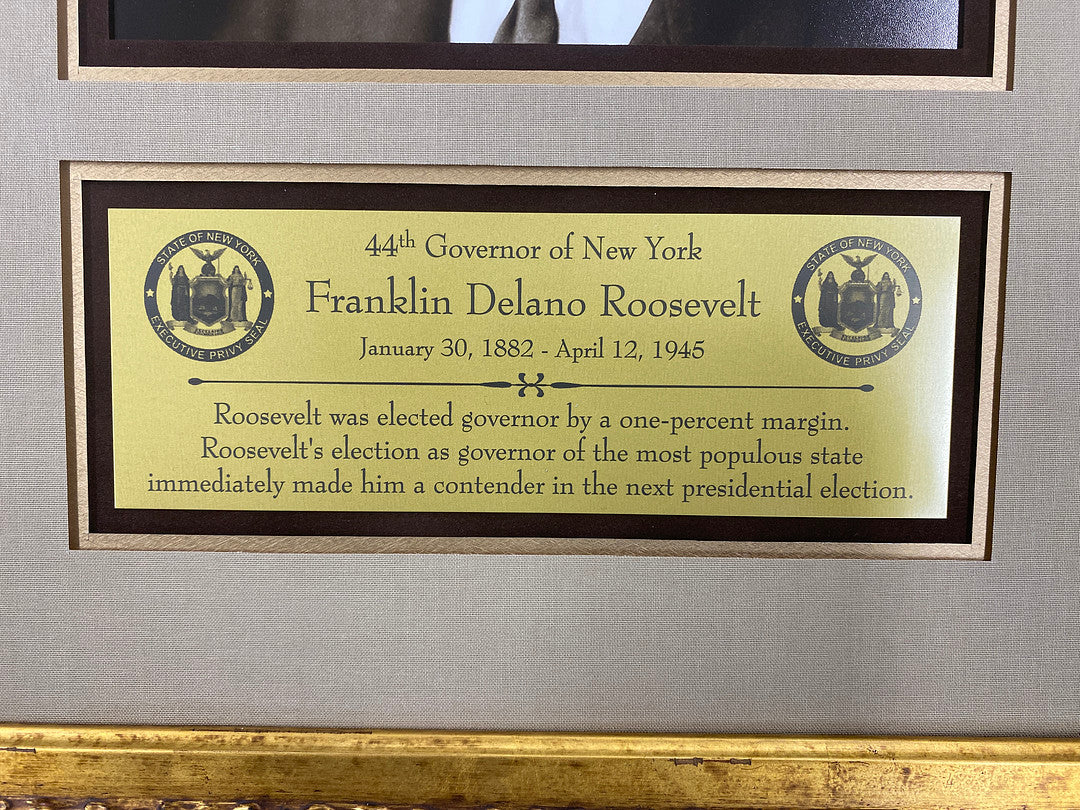 44th Governor of New York
STATE OF NEW YORK
EXECUTIVE PRIVY SEAL
STATE OF NEW YORK
EXECUTIVE PRIVY SEAL
Franklin Delano Roosevelt
January 30, 1882 - April 12, 1945
Roosevelt was elected governor by a one-percent margin.
Roosevelt's election as governor of the most populous state
immediately made him a contender in the next presidential election.